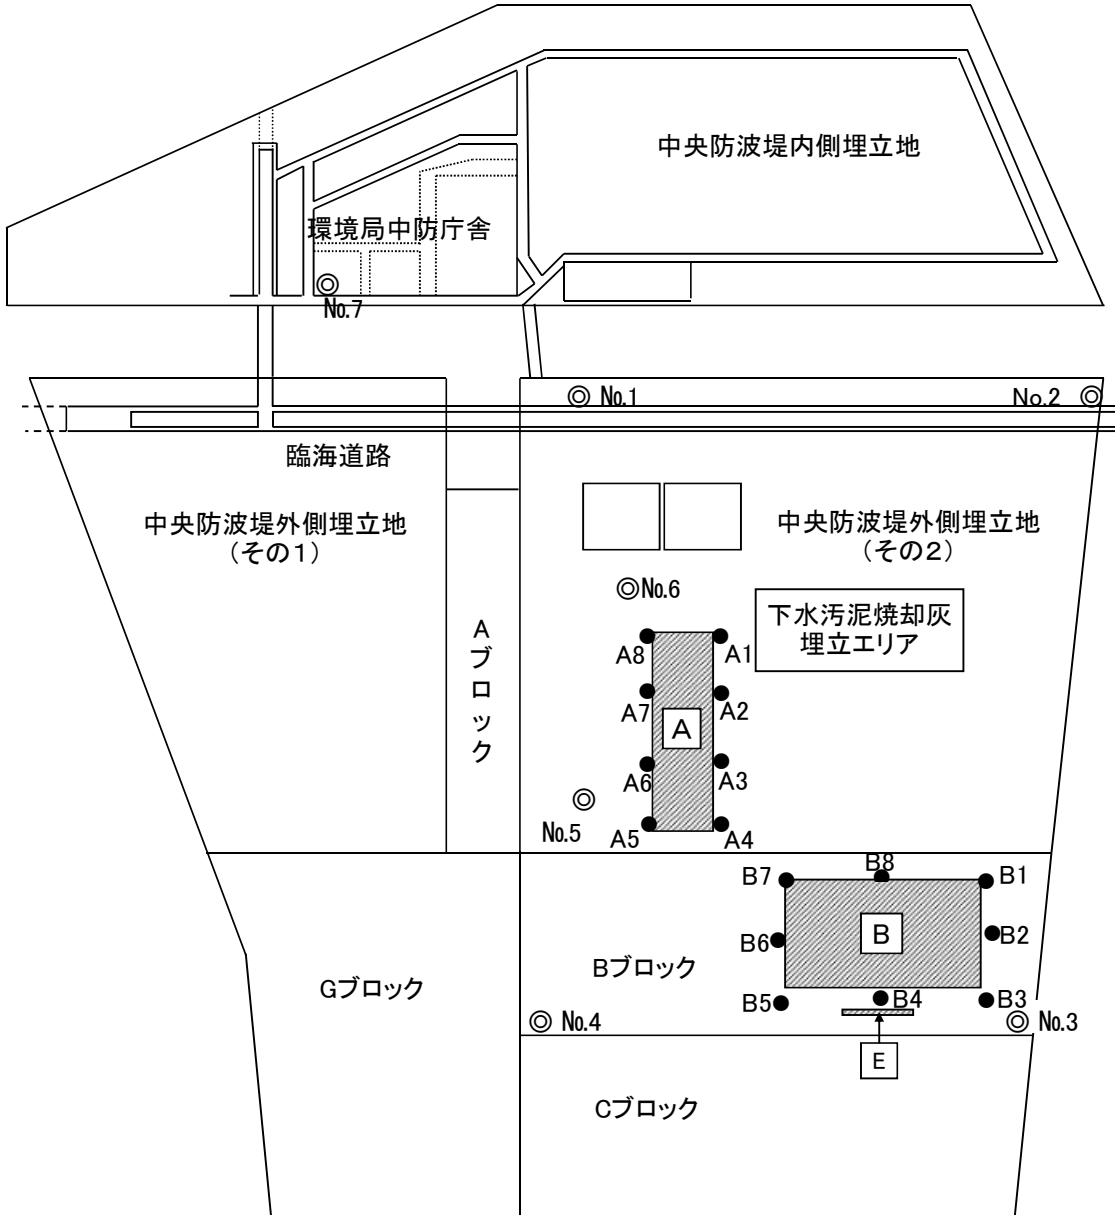 中央防波堤内側埋立地
環境局中防庁舎
No.7
No.1
No.2
臨海道路
中央防波堤外側埋立地
(その1)
中央防波堤外側埋立地
(その2)
No.6
下水汚泥焼却灰
埋立エリア
Aブロック
A8
A1
A7
A2
A
A6
A3
No.5
A5
A4
B7
B8
B1
B6
B
B2
Bブロック
Gブロック
B5
B4
B3
No.4
No.3
E
Cブロック